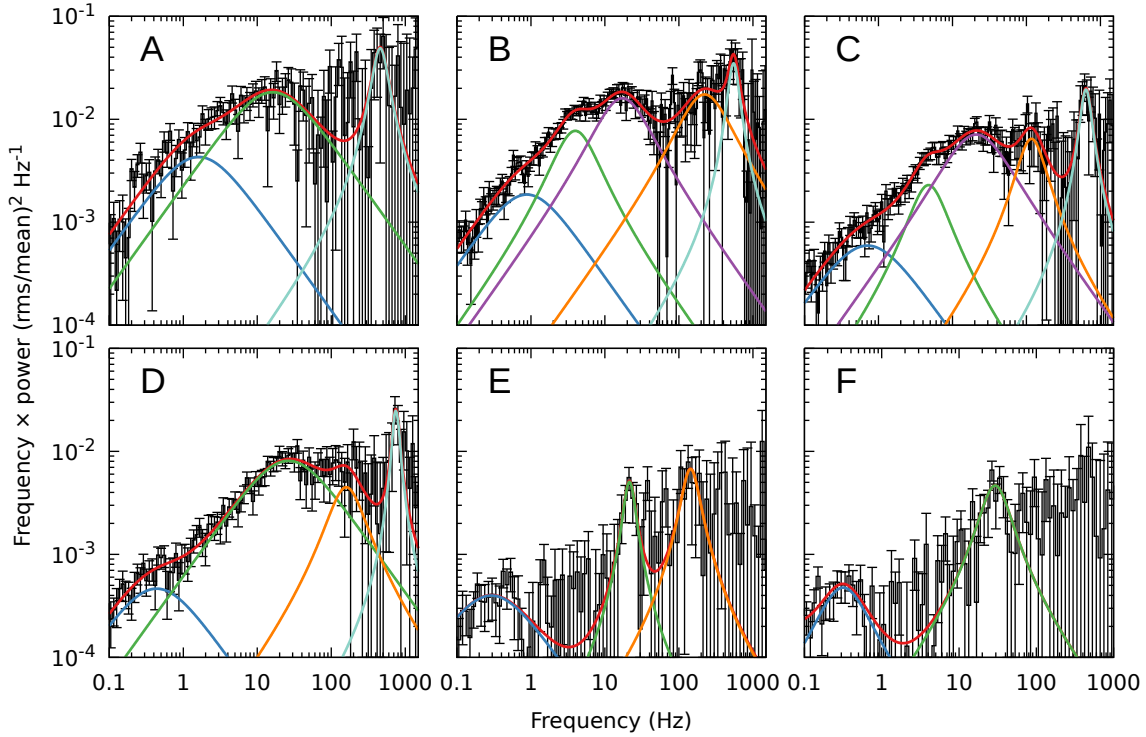 A B C
10⁻¹
10⁻²
10⁻³
10⁻⁴
D E F
10⁻¹
10⁻²
10⁻³
10⁻⁴
0.1 1 10 100 1000 0.1 1 10 100 1000 0.1 1 10 100 1000
Frequency × power (rms/mean)² Hz⁻¹
Frequency (Hz)